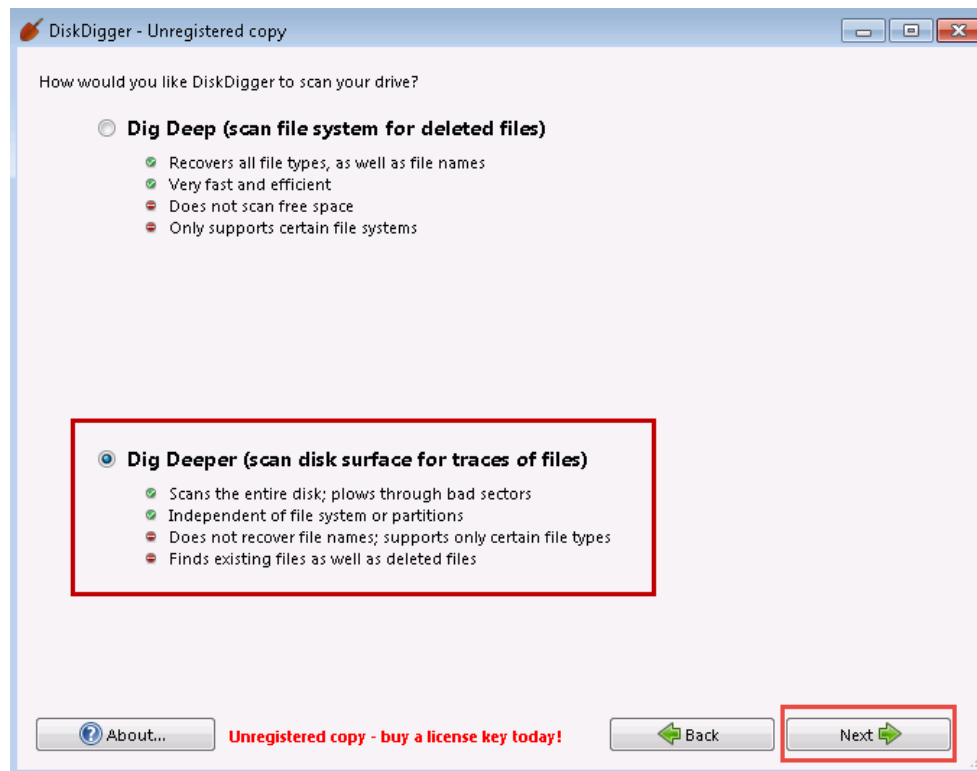 DiskDigger - Unregistered copy
How would you like DiskDigger to scan your drive?
Dig Deep (scan file system for deleted files)
Recovers all file types, as well as file names
Very fast and efficient
Does not scan free space
Only supports certain file systems
Dig Deeper (scan disk surface for traces of files)
Scans the entire disk; plows through bad sectors
Independent of file system or partitions
Does not recover file names; supports only certain file types
Finds existing files as well as deleted files
About... Unregistered copy - buy a license key today! Back Next